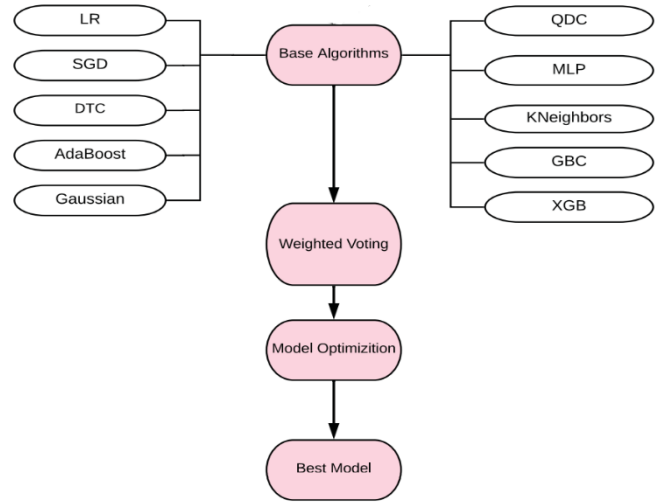 LR
SGD
DTC
AdaBoost
Gaussian
Base Algorithms
QDC
MLP
KNeighbors
GBC
XGB
Weighted Voting
Model Optimizition
Best Model